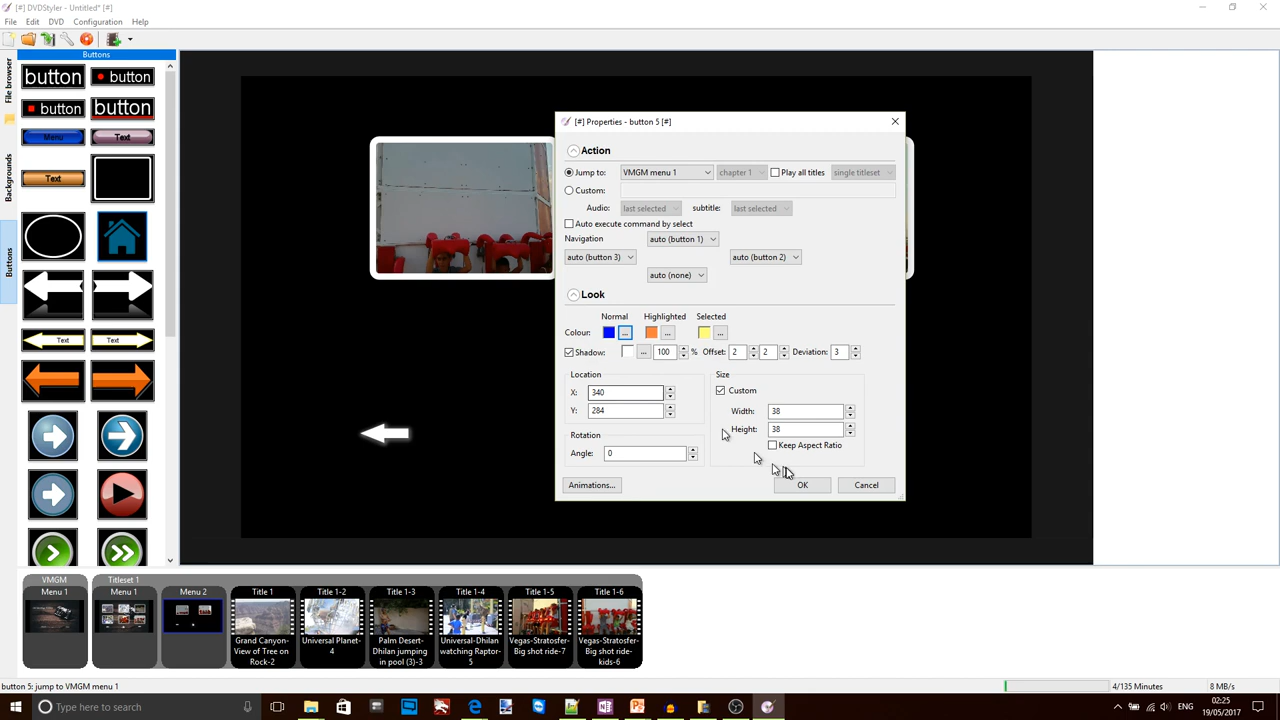 [#] DVDStyler - Untitled* [#]
File Edit DVD Configuration Help
File browser
Backgrounds
Buttons
Buttons
button
button
button
button
Menu
Text
Text
Text
Text
[#] Properties - button 5 [#]
Action
Jump to: VMGM menu 1 chapter 1 Play all titles single titleset
Custom:
Audio: last selected subtitle: last selected
Auto execute command by select
Navigation auto (button 1)
auto (button 3) auto (button 2)
auto (none)
Look
Normal Highlighted Selected
Colour: ... ... ...
Shadow: ... 100 % Offset: 2 2 Deviation: 3
Location
X: 340
Y: 284
Size
Custom
Width: 38
Height: 38
Keep Aspect Ratio
Rotation
Angle: 0
Animations... OK Cancel
VMGM Titleset 1
Menu 1 Menu 1 Menu 2 Title 1 Title 1-2 Title 1-3 Title 1-4 Title 1-5 Title 1-6
Grand Canyon-
View of Tree on
Rock-2
Universal Planet-
4
Palm Desert-
Dhilan jumping
in pool (3)-3
Universal-Dhilan
watching Raptor-
5
Vegas-Stratosfer-
Big shot ride-7
Vegas-Stratosfer-
Big shot ride-
kids-6
button 5: jump to VMGM menu 1 4/135 Minutes 8 MB/s
Type here to search
ENG
02:25
19/05/2017